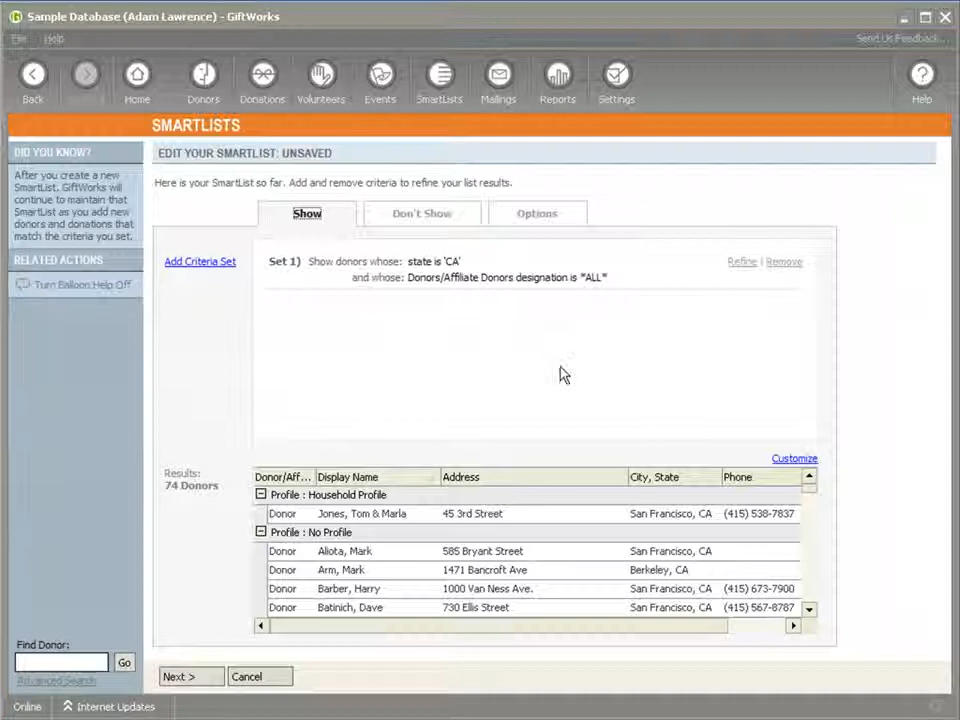 Sample Database (Adam Lawrence) - GiftWorks
File Help Send Us Feedback...
Back Home Donors Donations Volunteers Events SmartLists Mailings Reports Settings Help
SMARTLISTS
DID YOU KNOW?
After you create a new
SmartList, GiftWorks will
continue to maintain that
SmartList as you add new
donors and donations that
match the criteria you set.
RELATED ACTIONS
Turn Balloon Help Off
EDIT YOUR SMARTLIST: UNSAVED
Here is your SmartList so far. Add and remove criteria to refine your list results.
Show Don't Show Options
Add Criteria Set
Set 1) Show donors whose: state is 'CA' Refine | Remove
and whose: Donors/Affiliate Donors designation is "ALL"
Customize
Results:
74 Donors
Donor/Aff... Display Name Address City, State Phone
Profile : Household Profile
Donor Jones, Tom & Marla 45 3rd Street San Francisco, CA (415) 538-7837
Profile : No Profile
Donor Aliota, Mark 585 Bryant Street San Francisco, CA
Donor Arm, Mark 1471 Bancroft Ave Berkeley, CA
Donor Barber, Harry 1000 Van Ness Ave. San Francisco, CA (415) 673-7900
Donor Batinich, Dave 730 Ellis Street San Francisco, CA (415) 567-8787
Find Donor:
Go
Advanced Search
Next > Cancel
Online Internet Updates